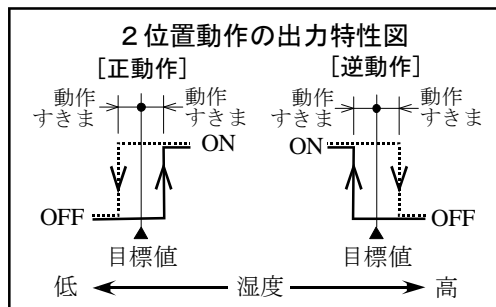 ２位置動作の出力特性図
[正動作] [逆動作]
動作 動作 動作 動作
すきま すきま すきま すきま
ON ON
OFF OFF
目標値 目標値
低 湿度 高